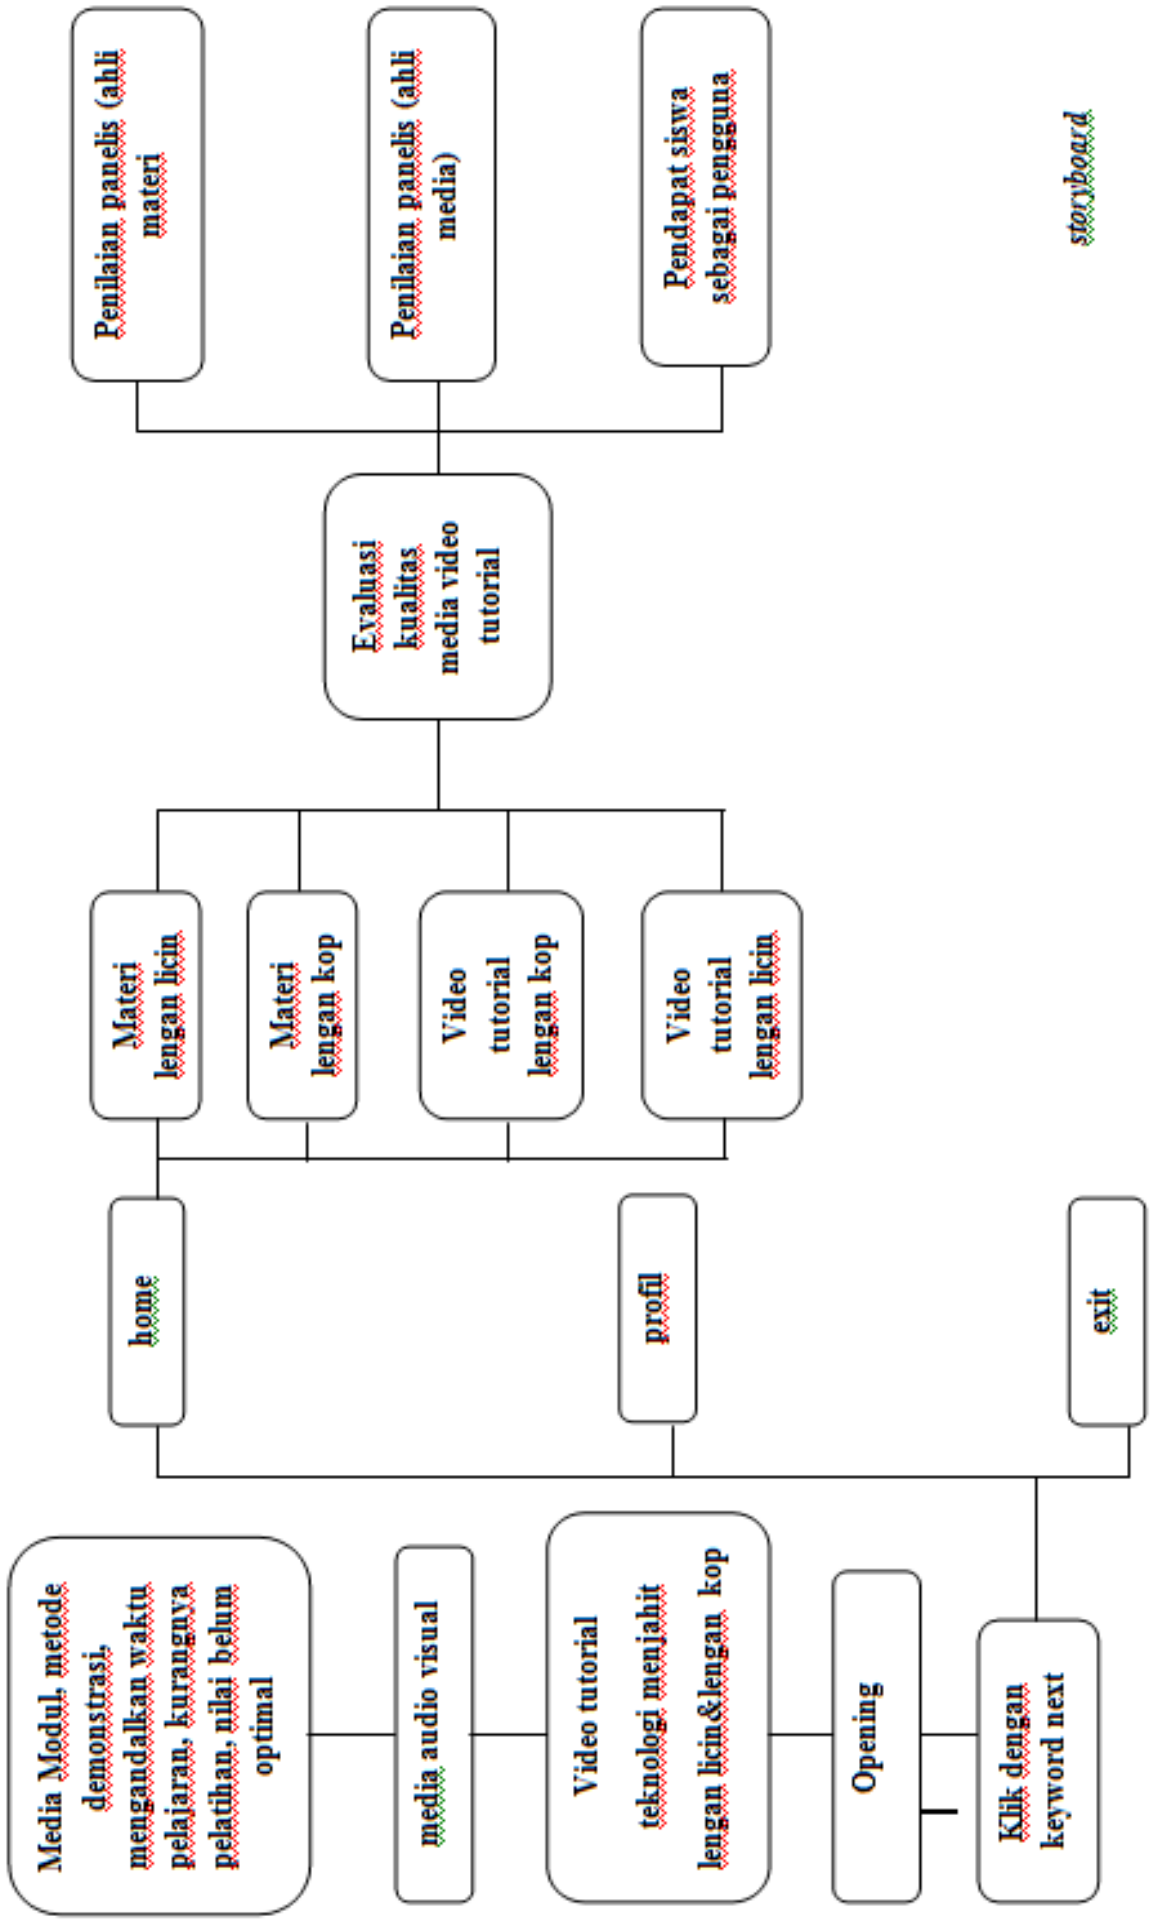 Media Modul, metode
demonstrasi,
mengandalkan waktu
pelajaran, kurangnya
pelatihan, nilai belum
optimal
media audio visual
Video tutorial
teknologi menjahit
lengan licin&lengan kop
Opening
Klik dengan
keyword next
home
profil
exit
Materi
lengan licin
Materi
lengan kop
Video
tutorial
lengan kop
Video
tutorial
lengan licin
Evaluasi
kualitas
media video
tutorial
Penilaian panelis (ahli
materi
Penilaian panelis (ahli
media)
Pendapat siswa
sebagai pengguna
storyboard